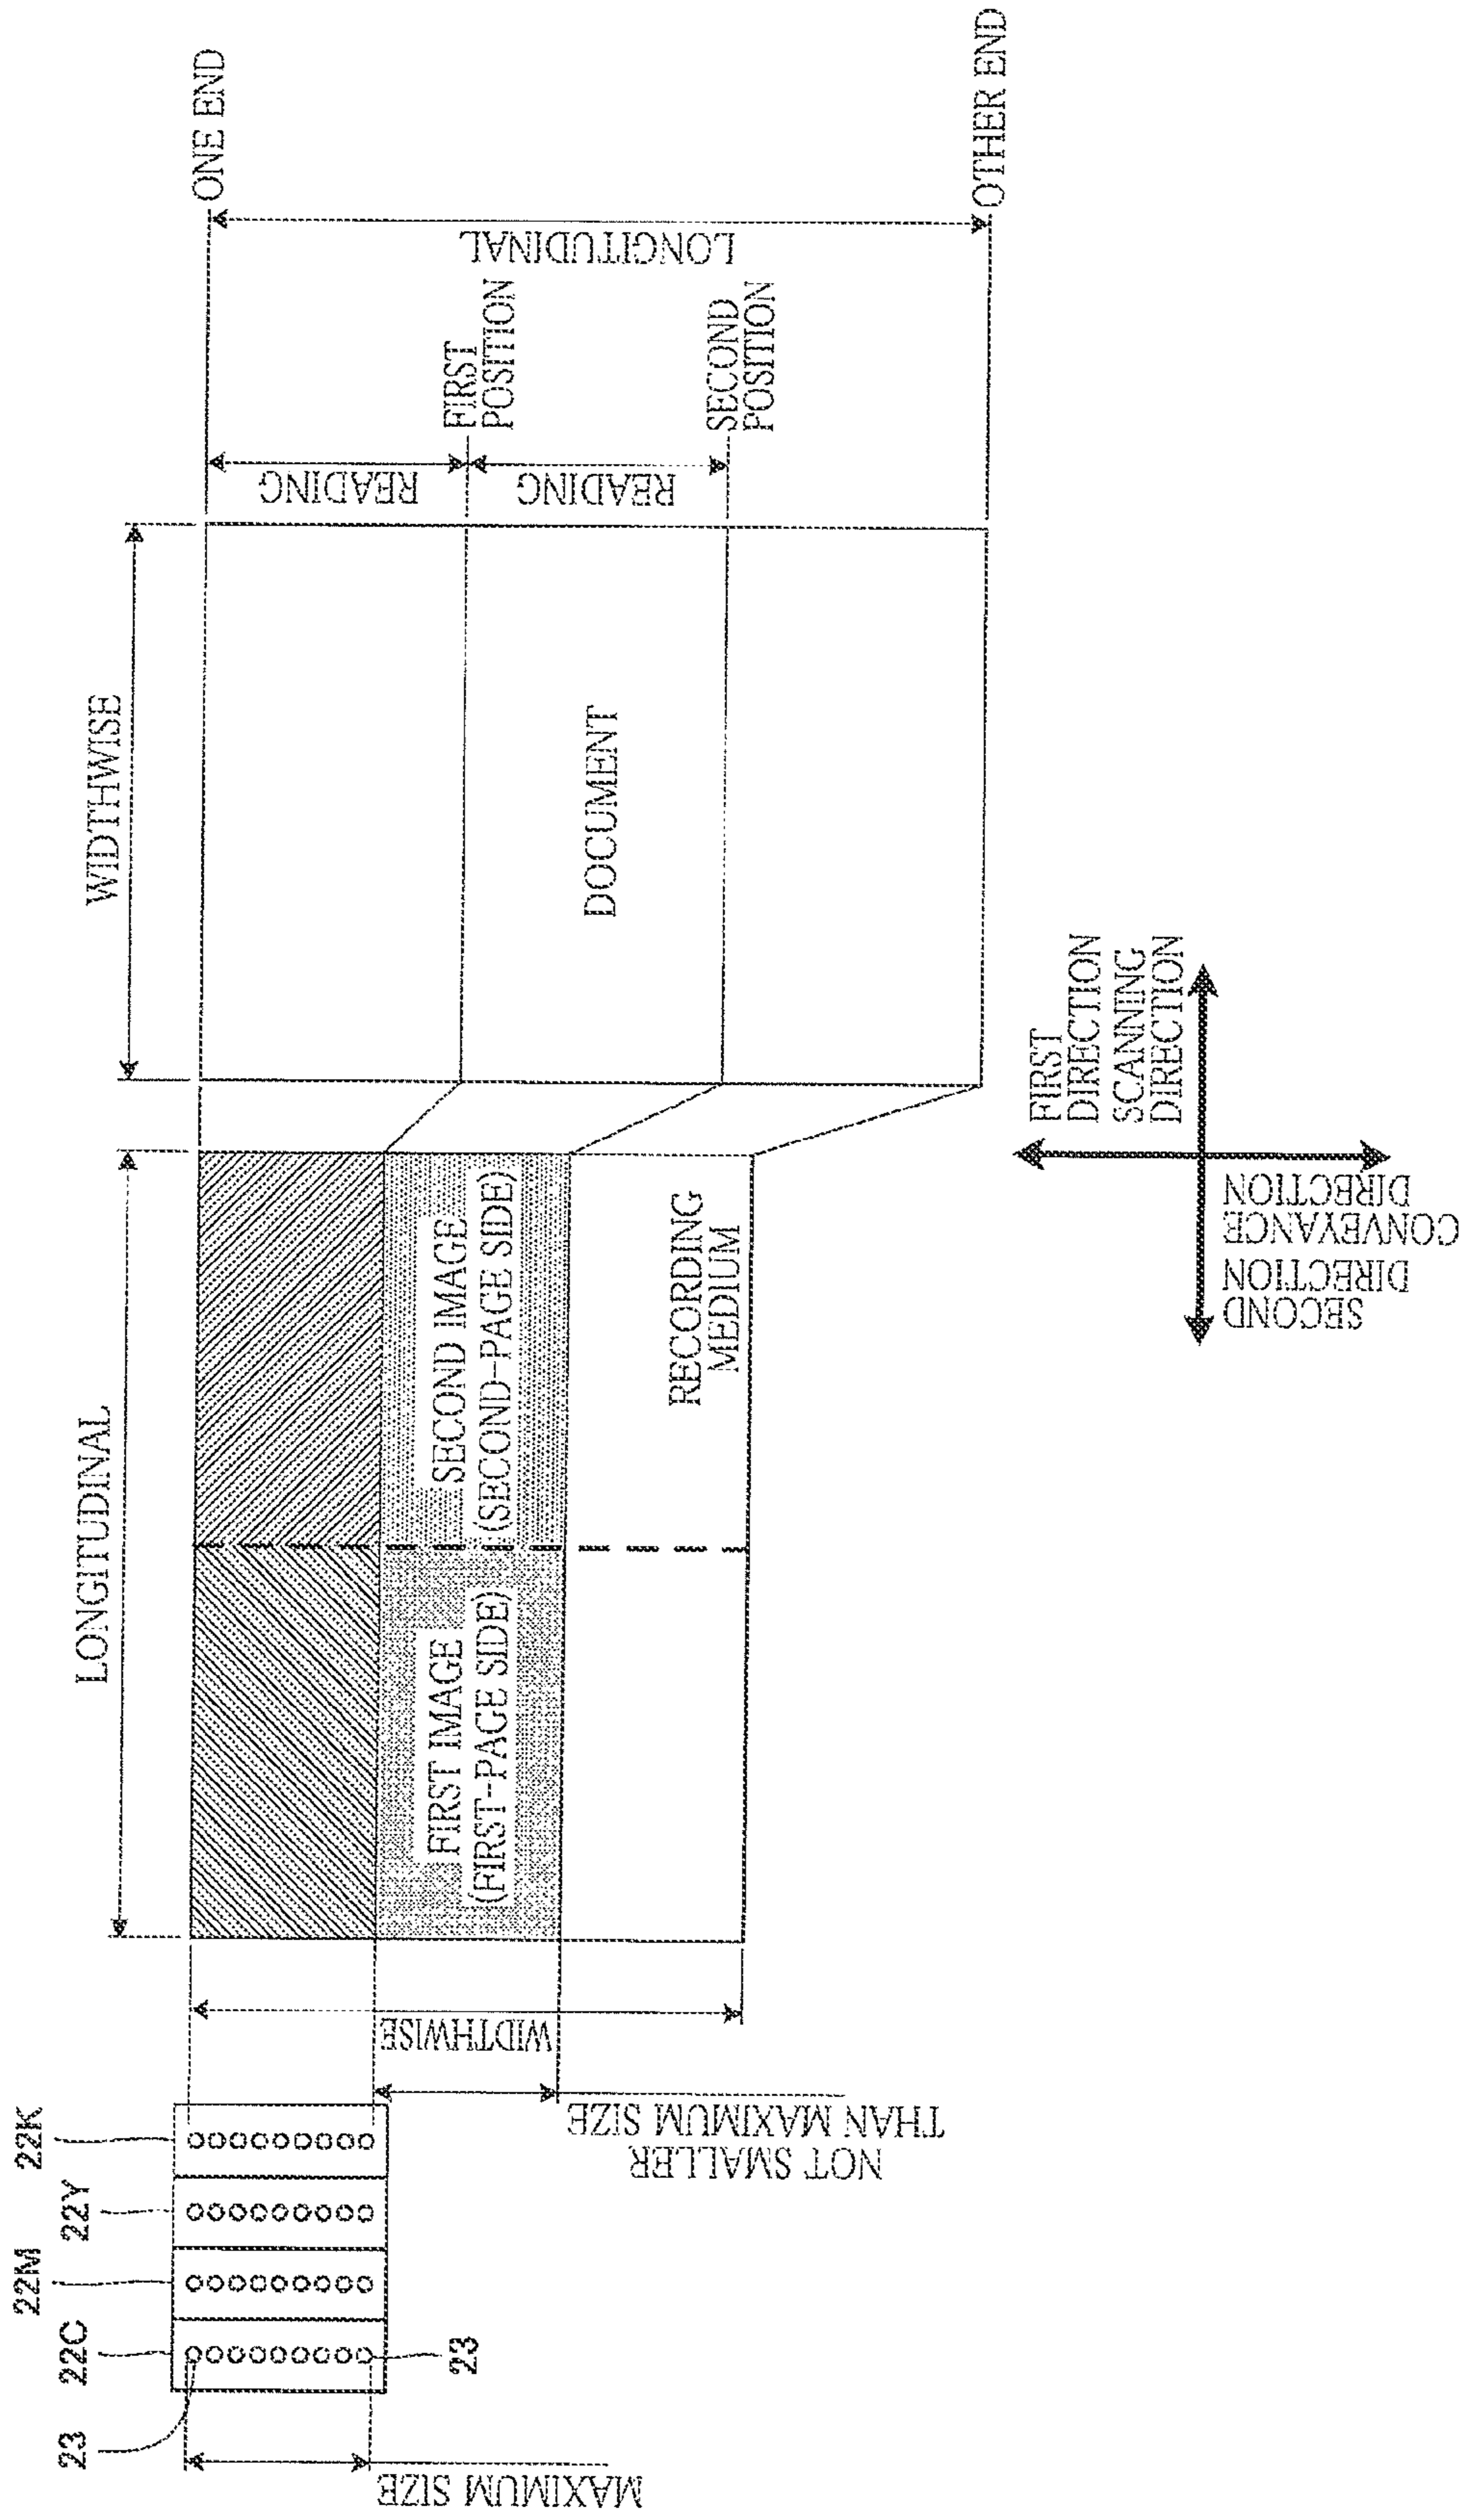 22K
22Y
22M
22C
23
23
MAXIMUM SIZE
NOT SMALLER
THAN MAXIMUM SIZE
WIDTHWISE
LONGITUDINAL
FIRST IMAGE
(FIRST-PAGE SIDE)
SECOND IMAGE
(SECOND-PAGE SIDE)
RECORDING
MEDIUM
WIDTHWISE
DOCUMENT
READING
READING
FIRST
POSITION
SECOND
POSITION
LONGITUDINAL
ONE END
OTHER END
FIRST
DIRECTION
SCANNING
DIRECTION
SECOND
DIRECTION
CONVEYANCE
DIRECTION